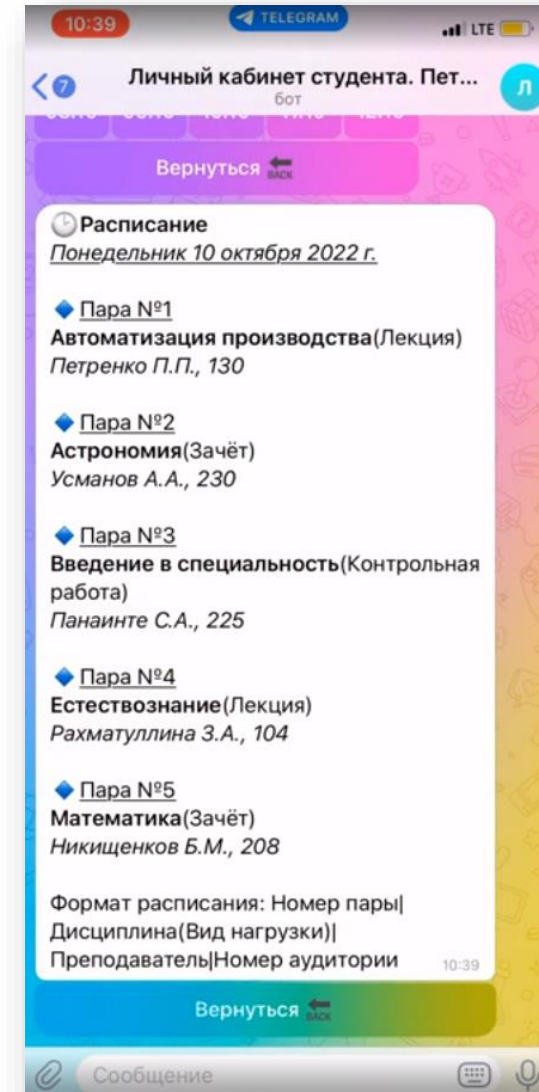 10:39
TELEGRAM
LTE
7
Личный кабинет студента. Пет...
бот
Л
Вернуться BACK
Расписание
Понедельник 10 октября 2022 г.
Пара №1
Автоматизация производства(Лекция)
Петренко П.П., 130
Пара №2
Астрономия(Зачёт)
Усманов А.А., 230
Пара №3
Введение в специальность(Контрольная
работа)
Панаинте С.А., 225
Пара №4
Естествознание(Лекция)
Рахматуллина З.А., 104
Пара №5
Математика(Зачёт)
Никищенков Б.М., 208
Формат расписания: Номер пары|
Дисциплина(Вид нагрузки)|
Преподаватель|Номер аудитории
10:39
Вернуться BACK
Сообщение